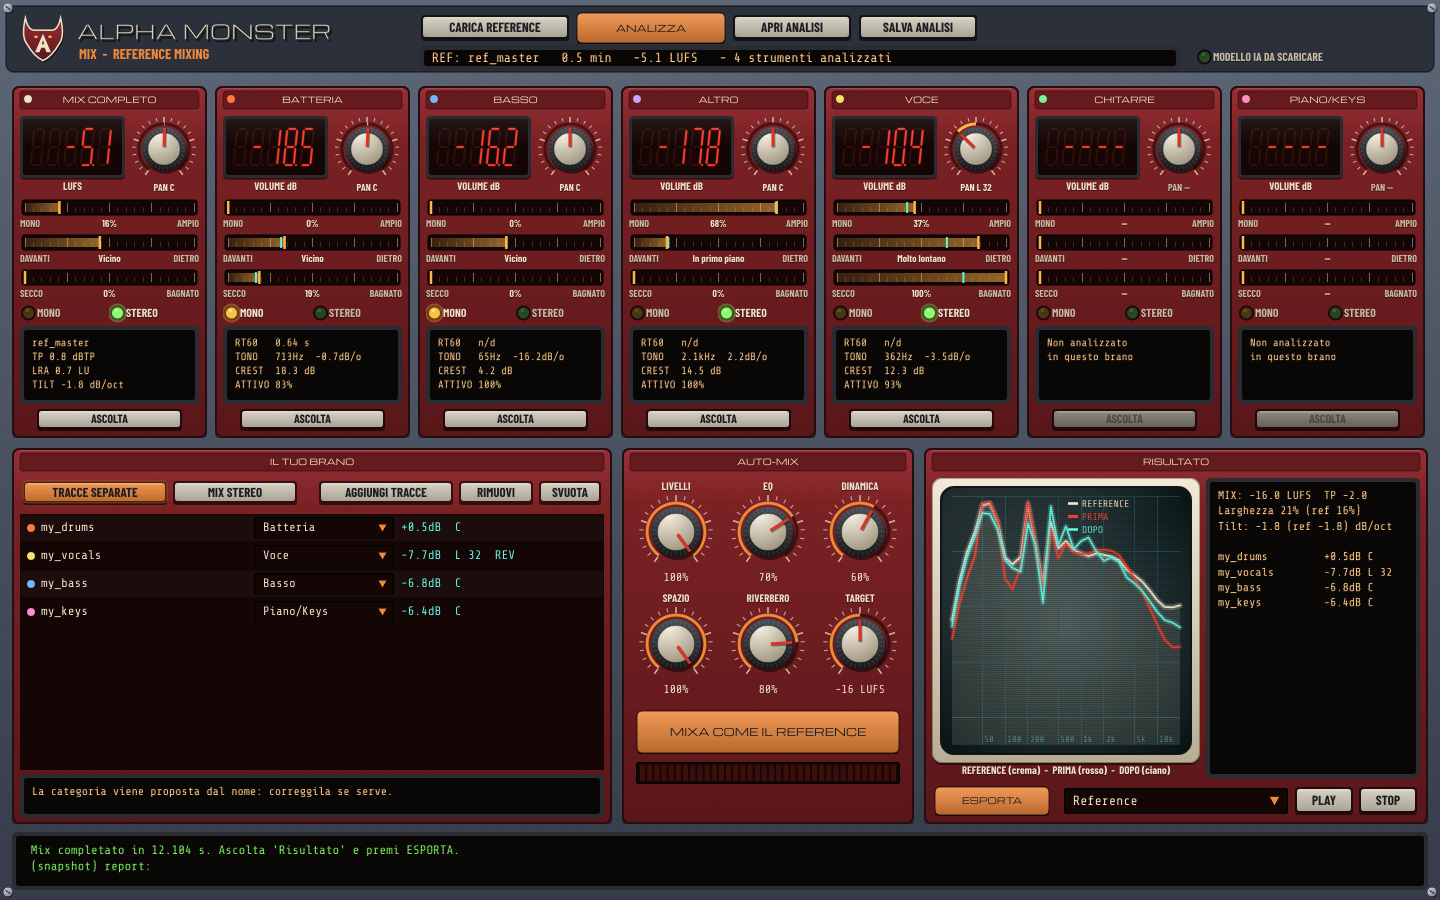 ALPHA MONSTER
MIX - REFERENCE MIXING
CARICA REFERENCE
ANALIZZA
APRI ANALISI
SALVA ANALISI
REF: ref_master 0.5 min -5.1 LUFS - 4 strumenti analizzati
MODELLO IA DA SCARICARE
MIX COMPLETO
-5.1
LUFS
PAN C
MONO 16% AMPIO
DAVANTI Vicino DIETRO
SECCO 0% BAGNATO
MONO STEREO
ref_master
TP 0.8 dBTP
LRA 0.7 LU
TILT -1.8 dB/oct
ASCOLTA
BATTERIA
-18.5
VOLUME dB
PAN C
MONO 0% AMPIO
DAVANTI Vicino DIETRO
SECCO 19% BAGNATO
MONO STEREO
RT60 0.64 s
TONO 713Hz -0.7dB/o
CREST 18.3 dB
ATTIVO 83%
ASCOLTA
BASSO
-16.2
VOLUME dB
PAN C
MONO 0% AMPIO
DAVANTI Vicino DIETRO
SECCO 0% BAGNATO
MONO STEREO
RT60 n/d
TONO 65Hz -16.2dB/o
CREST 4.2 dB
ATTIVO 100%
ASCOLTA
ALTRO
-17.8
VOLUME dB
PAN C
MONO 68% AMPIO
DAVANTI In primo piano DIETRO
SECCO 0% BAGNATO
MONO STEREO
RT60 n/d
TONO 2.1kHz 2.2dB/o
CREST 14.5 dB
ATTIVO 100%
ASCOLTA
VOCE
-10.4
VOLUME dB
PAN L 32
MONO 37% AMPIO
DAVANTI Molto lontano DIETRO
SECCO 100% BAGNATO
MONO STEREO
RT60 n/d
TONO 362Hz -3.5dB/o
CREST 12.3 dB
ATTIVO 93%
ASCOLTA
CHITARRE
----
VOLUME dB
PAN –
MONO – AMPIO
DAVANTI – DIETRO
SECCO – BAGNATO
MONO STEREO
Non analizzato
in questo brano
ASCOLTA
PIANO/KEYS
----
VOLUME dB
PAN –
MONO – AMPIO
DAVANTI – DIETRO
SECCO – BAGNATO
MONO STEREO
Non analizzato
in questo brano
ASCOLTA
IL TUO BRANO
TRACCE SEPARATE
MIX STEREO
AGGIUNGI TRACCE
RIMUOVI
SVUOTA
my_drums Batteria +0.5dB C
my_vocals Voce -7.7dB L 32 REV
my_bass Basso -6.8dB C
my_keys Piano/Keys -6.4dB C
La categoria viene proposta dal nome: correggila se serve.
AUTO-MIX
LIVELLI EQ DINAMICA
100% 70% 60%
SPAZIO RIVERBERO TARGET
100% 80% -16 LUFS
MIXA COME IL REFERENCE
RISULTATO
REFERENCE
PRIMA
DOPO
50 100 200 500 1k 2k 5k 10k
REFERENCE (crema) - PRIMA (rosso) - DOPO (ciano)
MIX: -16.0 LUFS TP -2.0
Larghezza 21% (ref 16%)
Tilt: -1.8 (ref -1.8) dB/oct
my_drums +0.5dB C
my_vocals -7.7dB L 32
my_bass -6.8dB C
my_keys -6.4dB C
ESPORTA
Reference
PLAY
STOP
Mix completato in 12.104 s. Ascolta 'Risultato' e premi ESPORTA.
(snapshot) report: